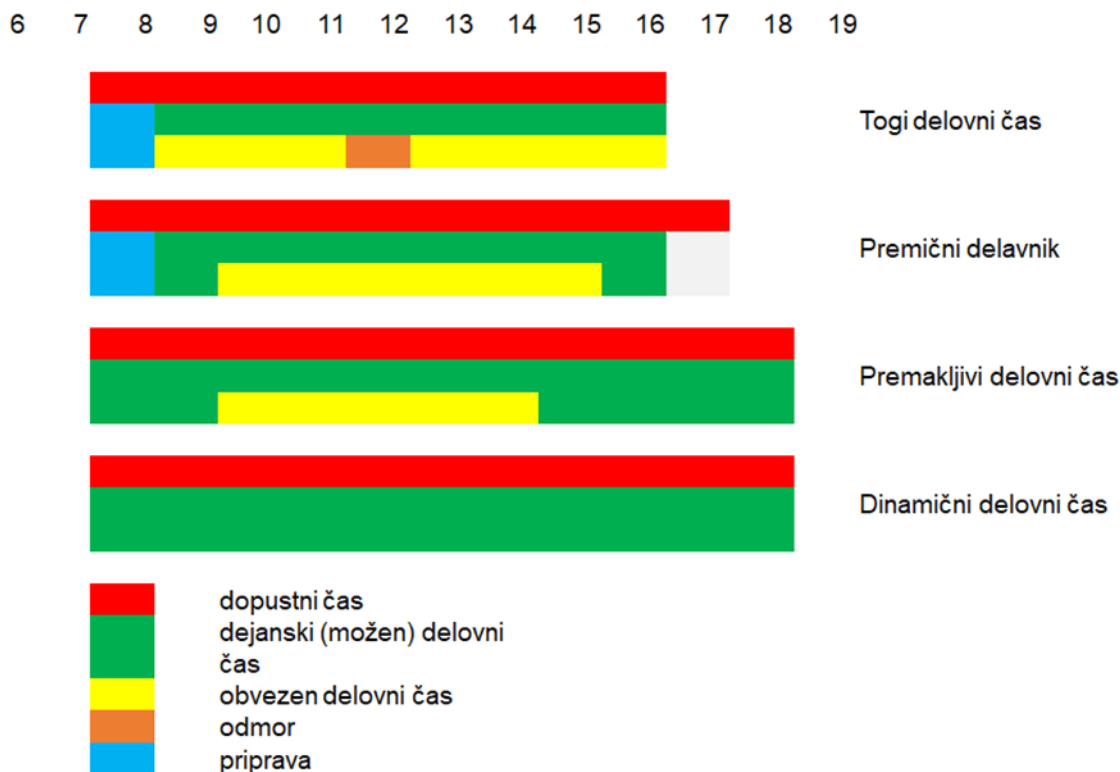 6 7 8 9 10 11 12 13 14 15 16 17 18 19
Togi delovni čas
Premični delavnik
Premakljivi delovni čas
Dinamični delovni čas
dopustni čas
dejanski (možen) delovni
čas
obvezen delovni čas
odmor
priprava